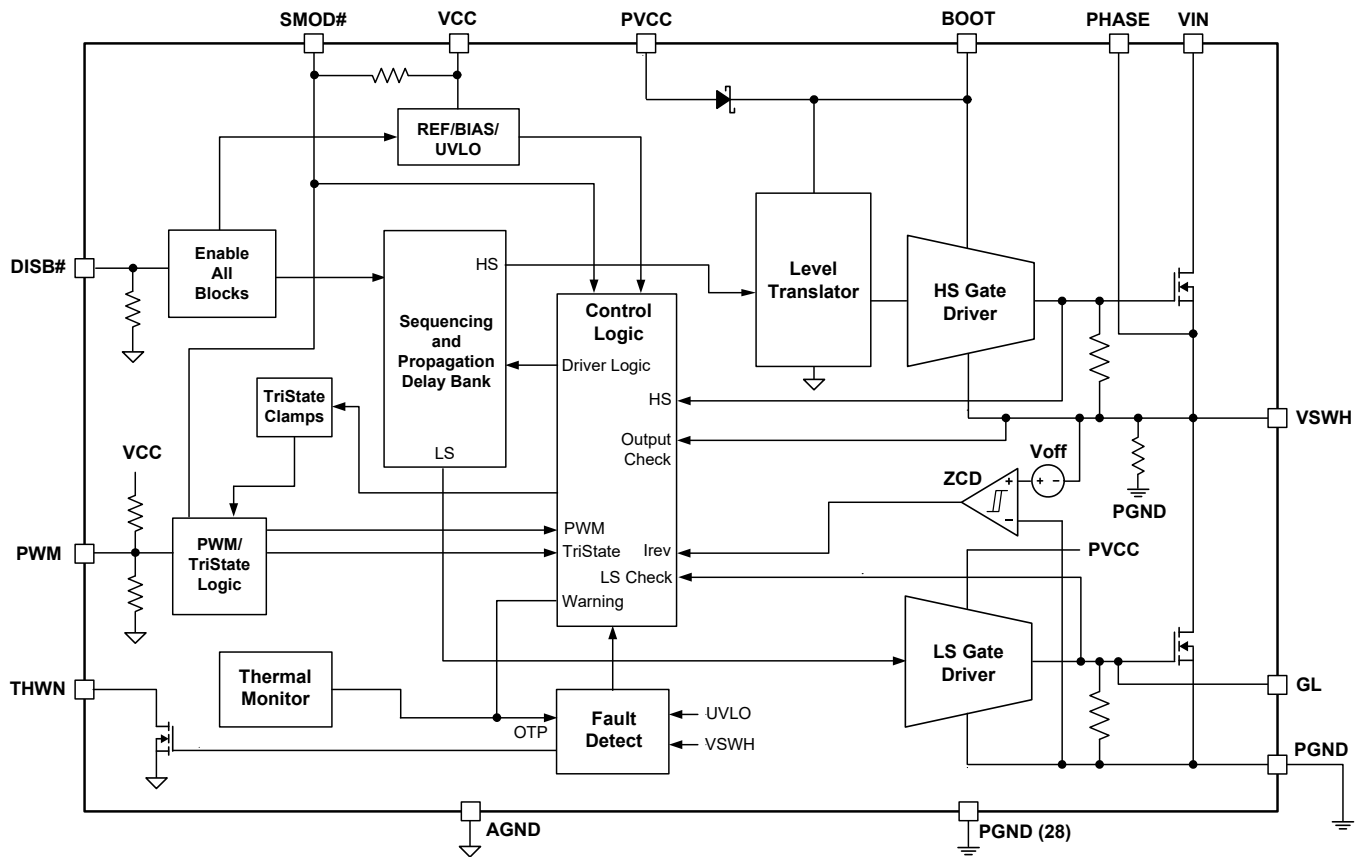 SMOD#
VCC
PVCC
BOOT
PHASE
VIN
REF/BIAS/
UVLO
DISB#
Enable
All
Blocks
HS
Sequencing
and
Propagation
Delay Bank
LS
Level
Translator
HS Gate
Driver
Control
Logic
Driver Logic
HS
Output
Check
PWM
TriState
Irev
LS Check
Warning
TriState
Clamps
VCC
PWM
PWM/
TriState
Logic
VSWH
Voff
+ -
ZCD
+
–
PGND
PVCC
LS Gate
Driver
THWN
Thermal
Monitor
OTP
Fault
Detect
UVLO
VSWH
GL
PGND
AGND
PGND (28)